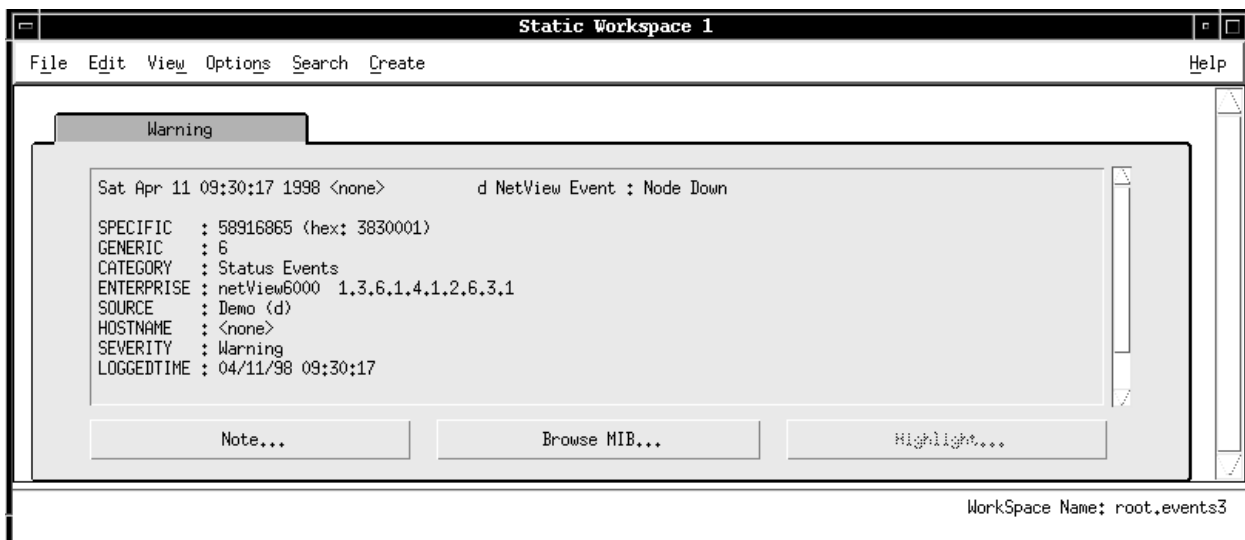 Static Workspace 1
File Edit View Options Search Create Help
Warning
Sat Apr 11 09:30:17 1998 <none> d NetView Event : Node Down
SPECIFIC : 58916865 (hex: 3830001)
GENERIC : 6
CATEGORY : Status Events
ENTERPRISE : netView6000 1.3.6.1.4.1.2.6.3.1
SOURCE : Demo (d)
HOSTNAME : <none>
SEVERITY : Warning
LOGGEDTIME : 04/11/98 09:30:17
Note... Browse MIB... Highlight...
WorkSpace Name: root.events3